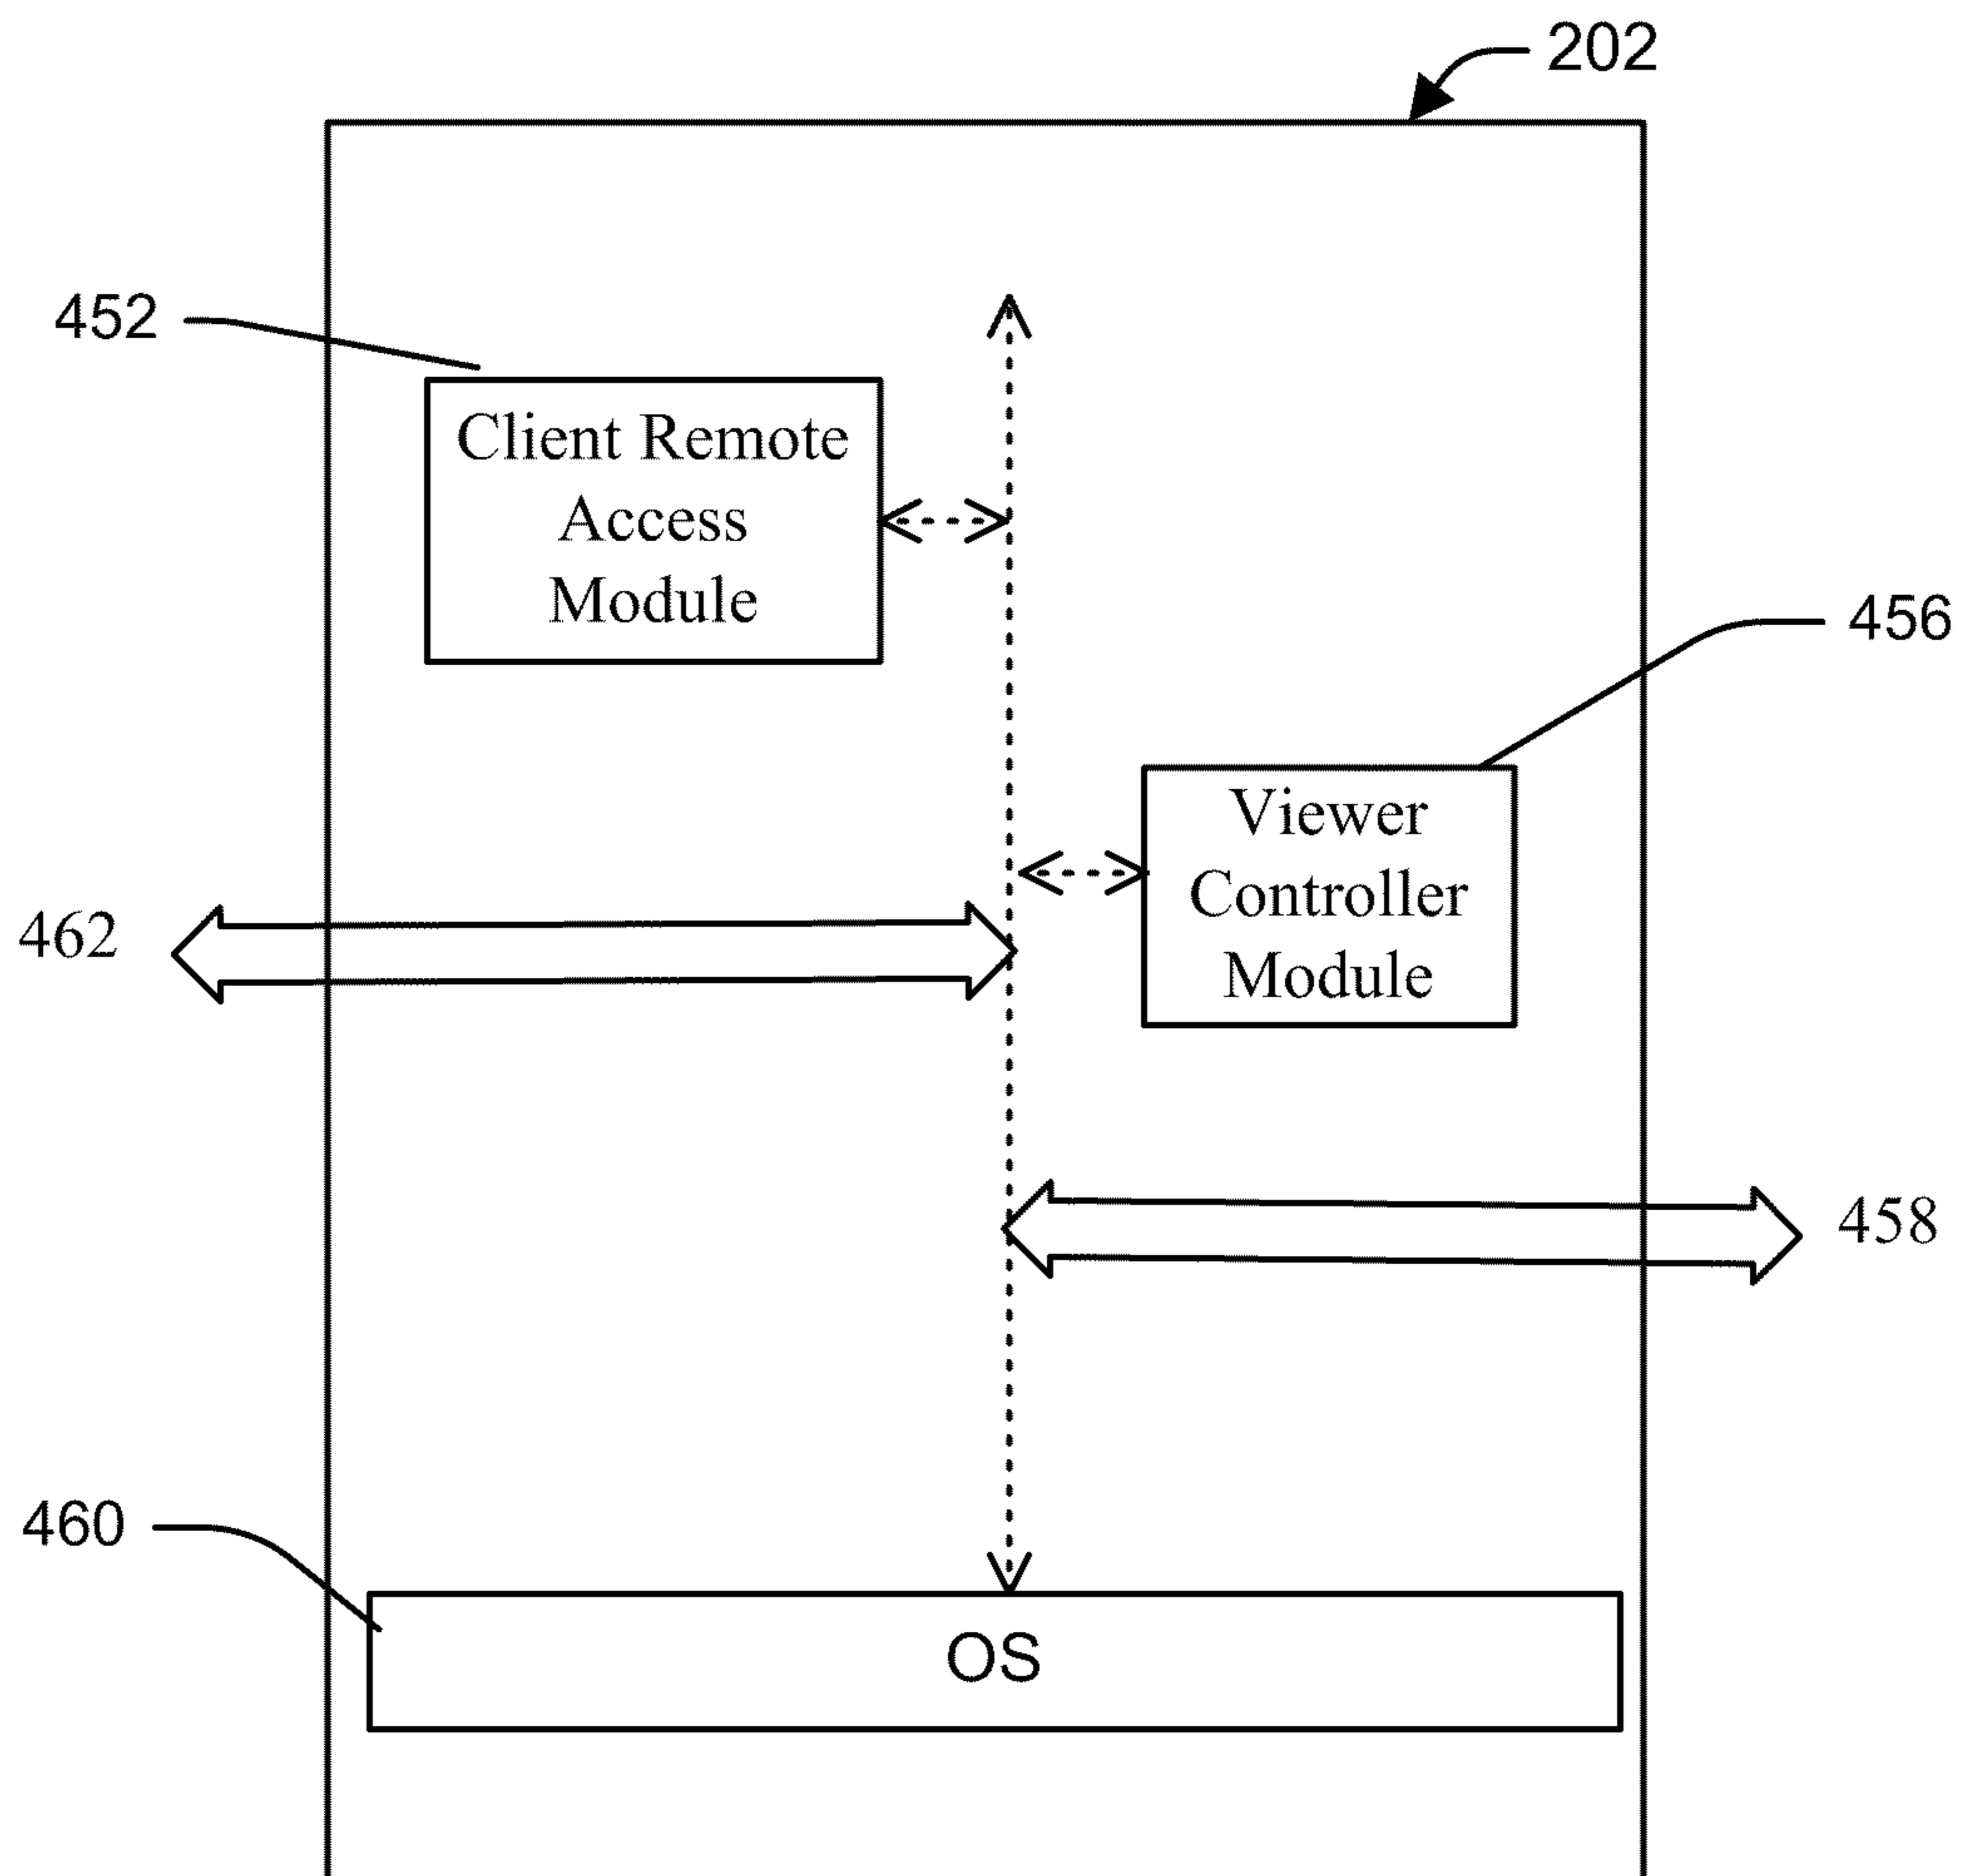 202
452
Client Remote
Access
Module
456
Viewer
Controller
Module
462
458
460
OS